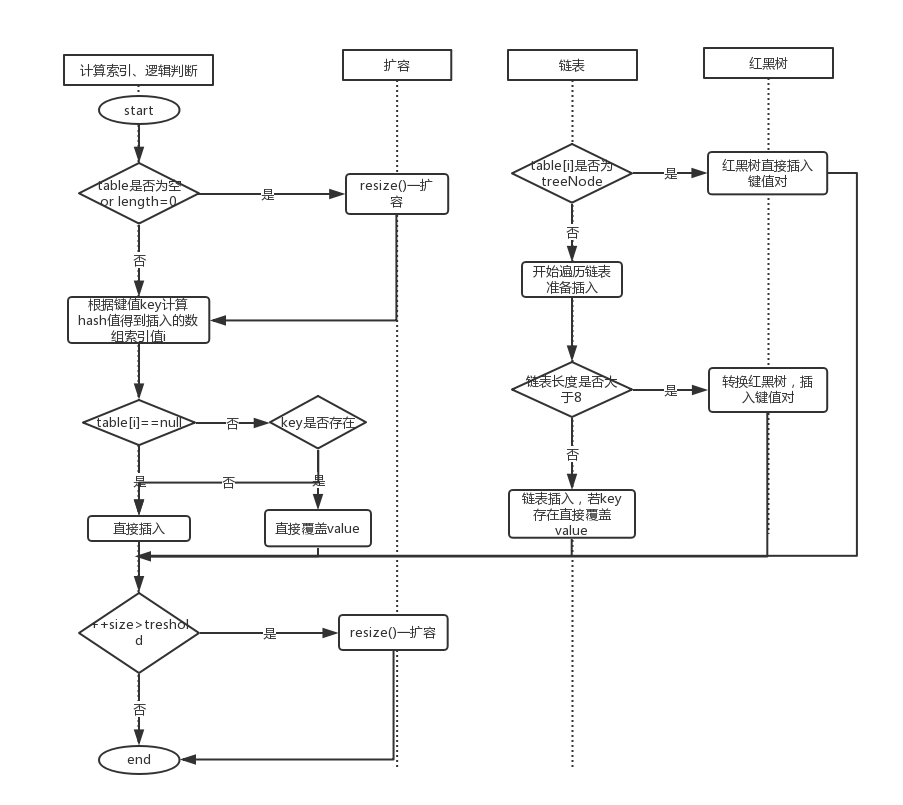 计算索引、逻辑判断
扩容
链表
红黑树
start
table是否为空
or length=0
是
resize()一扩
容
否
根据键值key计算
hash值得到插入的数
组索引值i
table[i]==null
否
key是否存在
是
否
是
直接插入
直接覆盖value
++size>treshol
d
是
resize()一扩容
否
end
table[i]是否为
treeNode
是
红黑树直接插入
键值对
否
开始遍历链表
准备插入
链表长度是否大
于8
是
转换红黑树，插
入键值对
否
链表插入，若key
存在直接覆盖
value